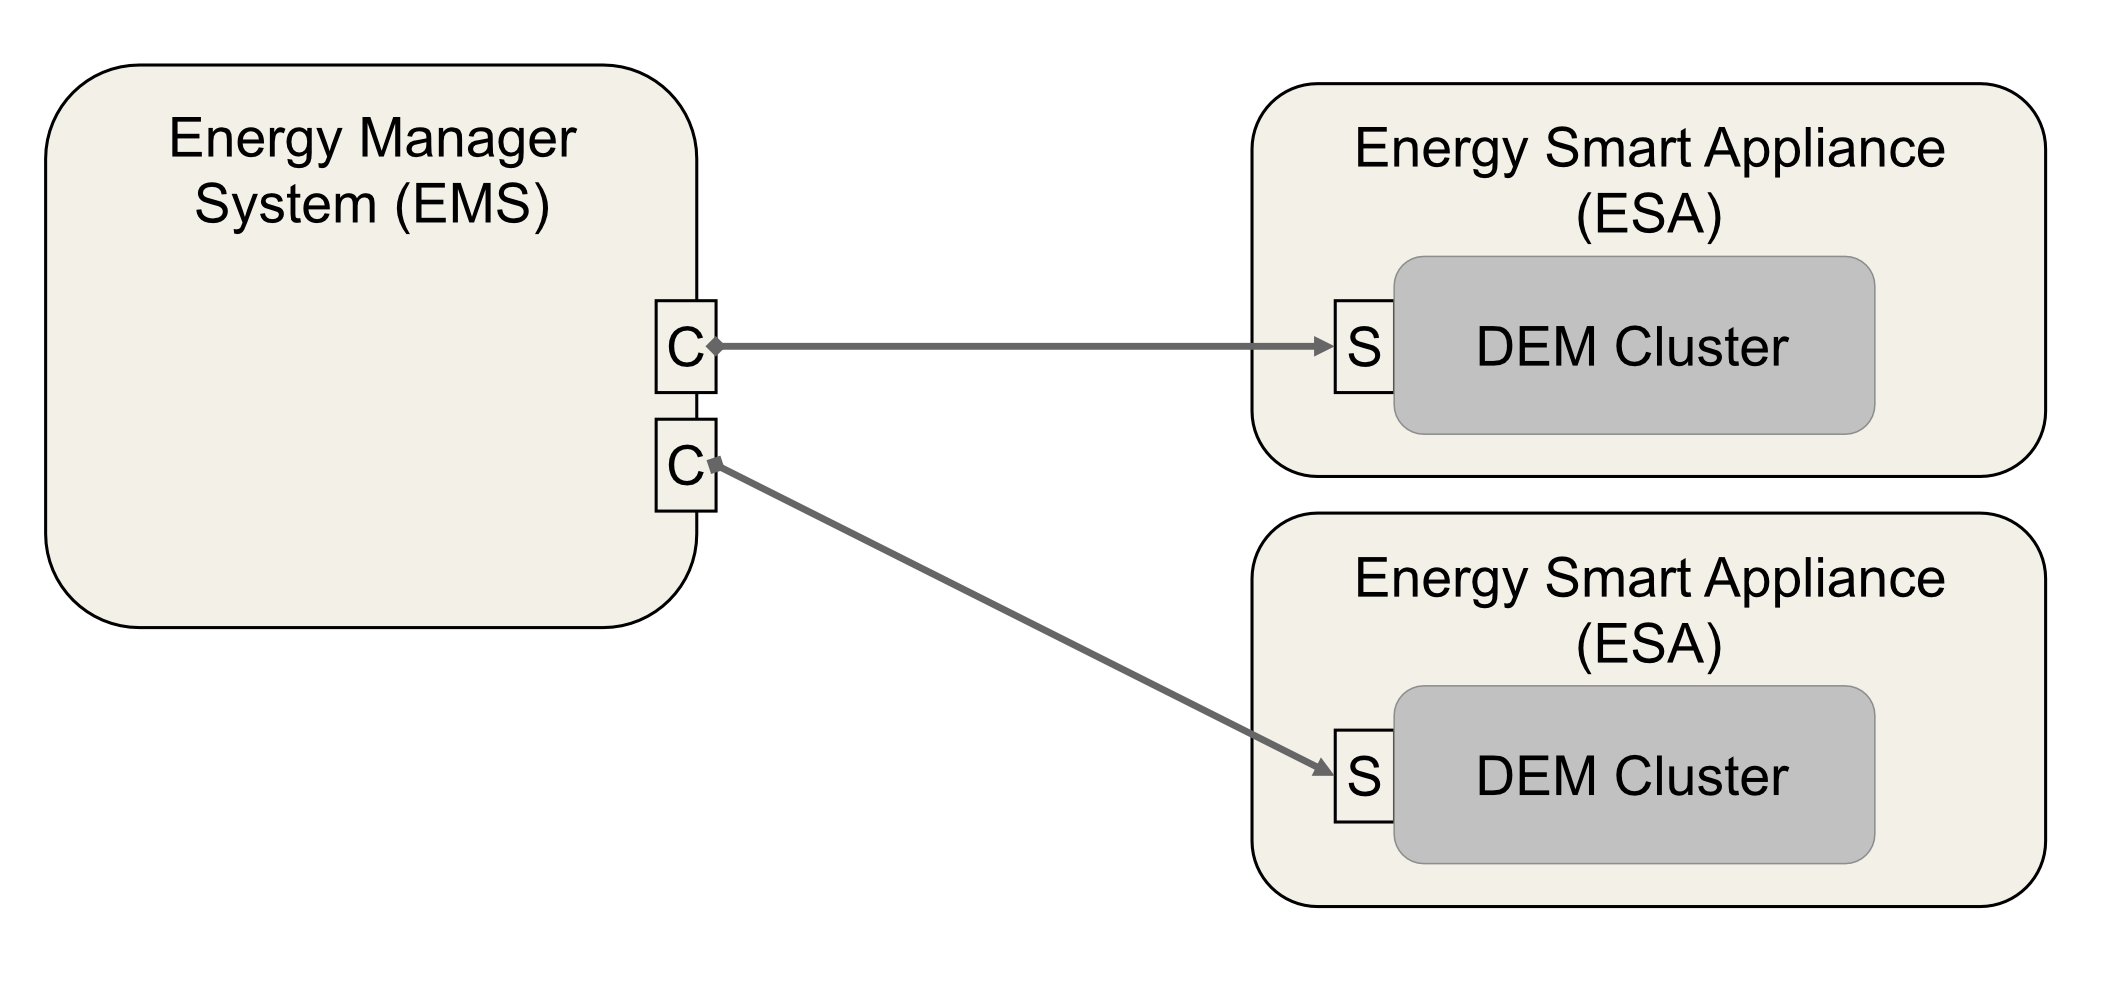 Energy Manager
System (EMS)
C
C
Energy Smart Appliance
(ESA)
S
DEM Cluster
Energy Smart Appliance
(ESA)
S
DEM Cluster